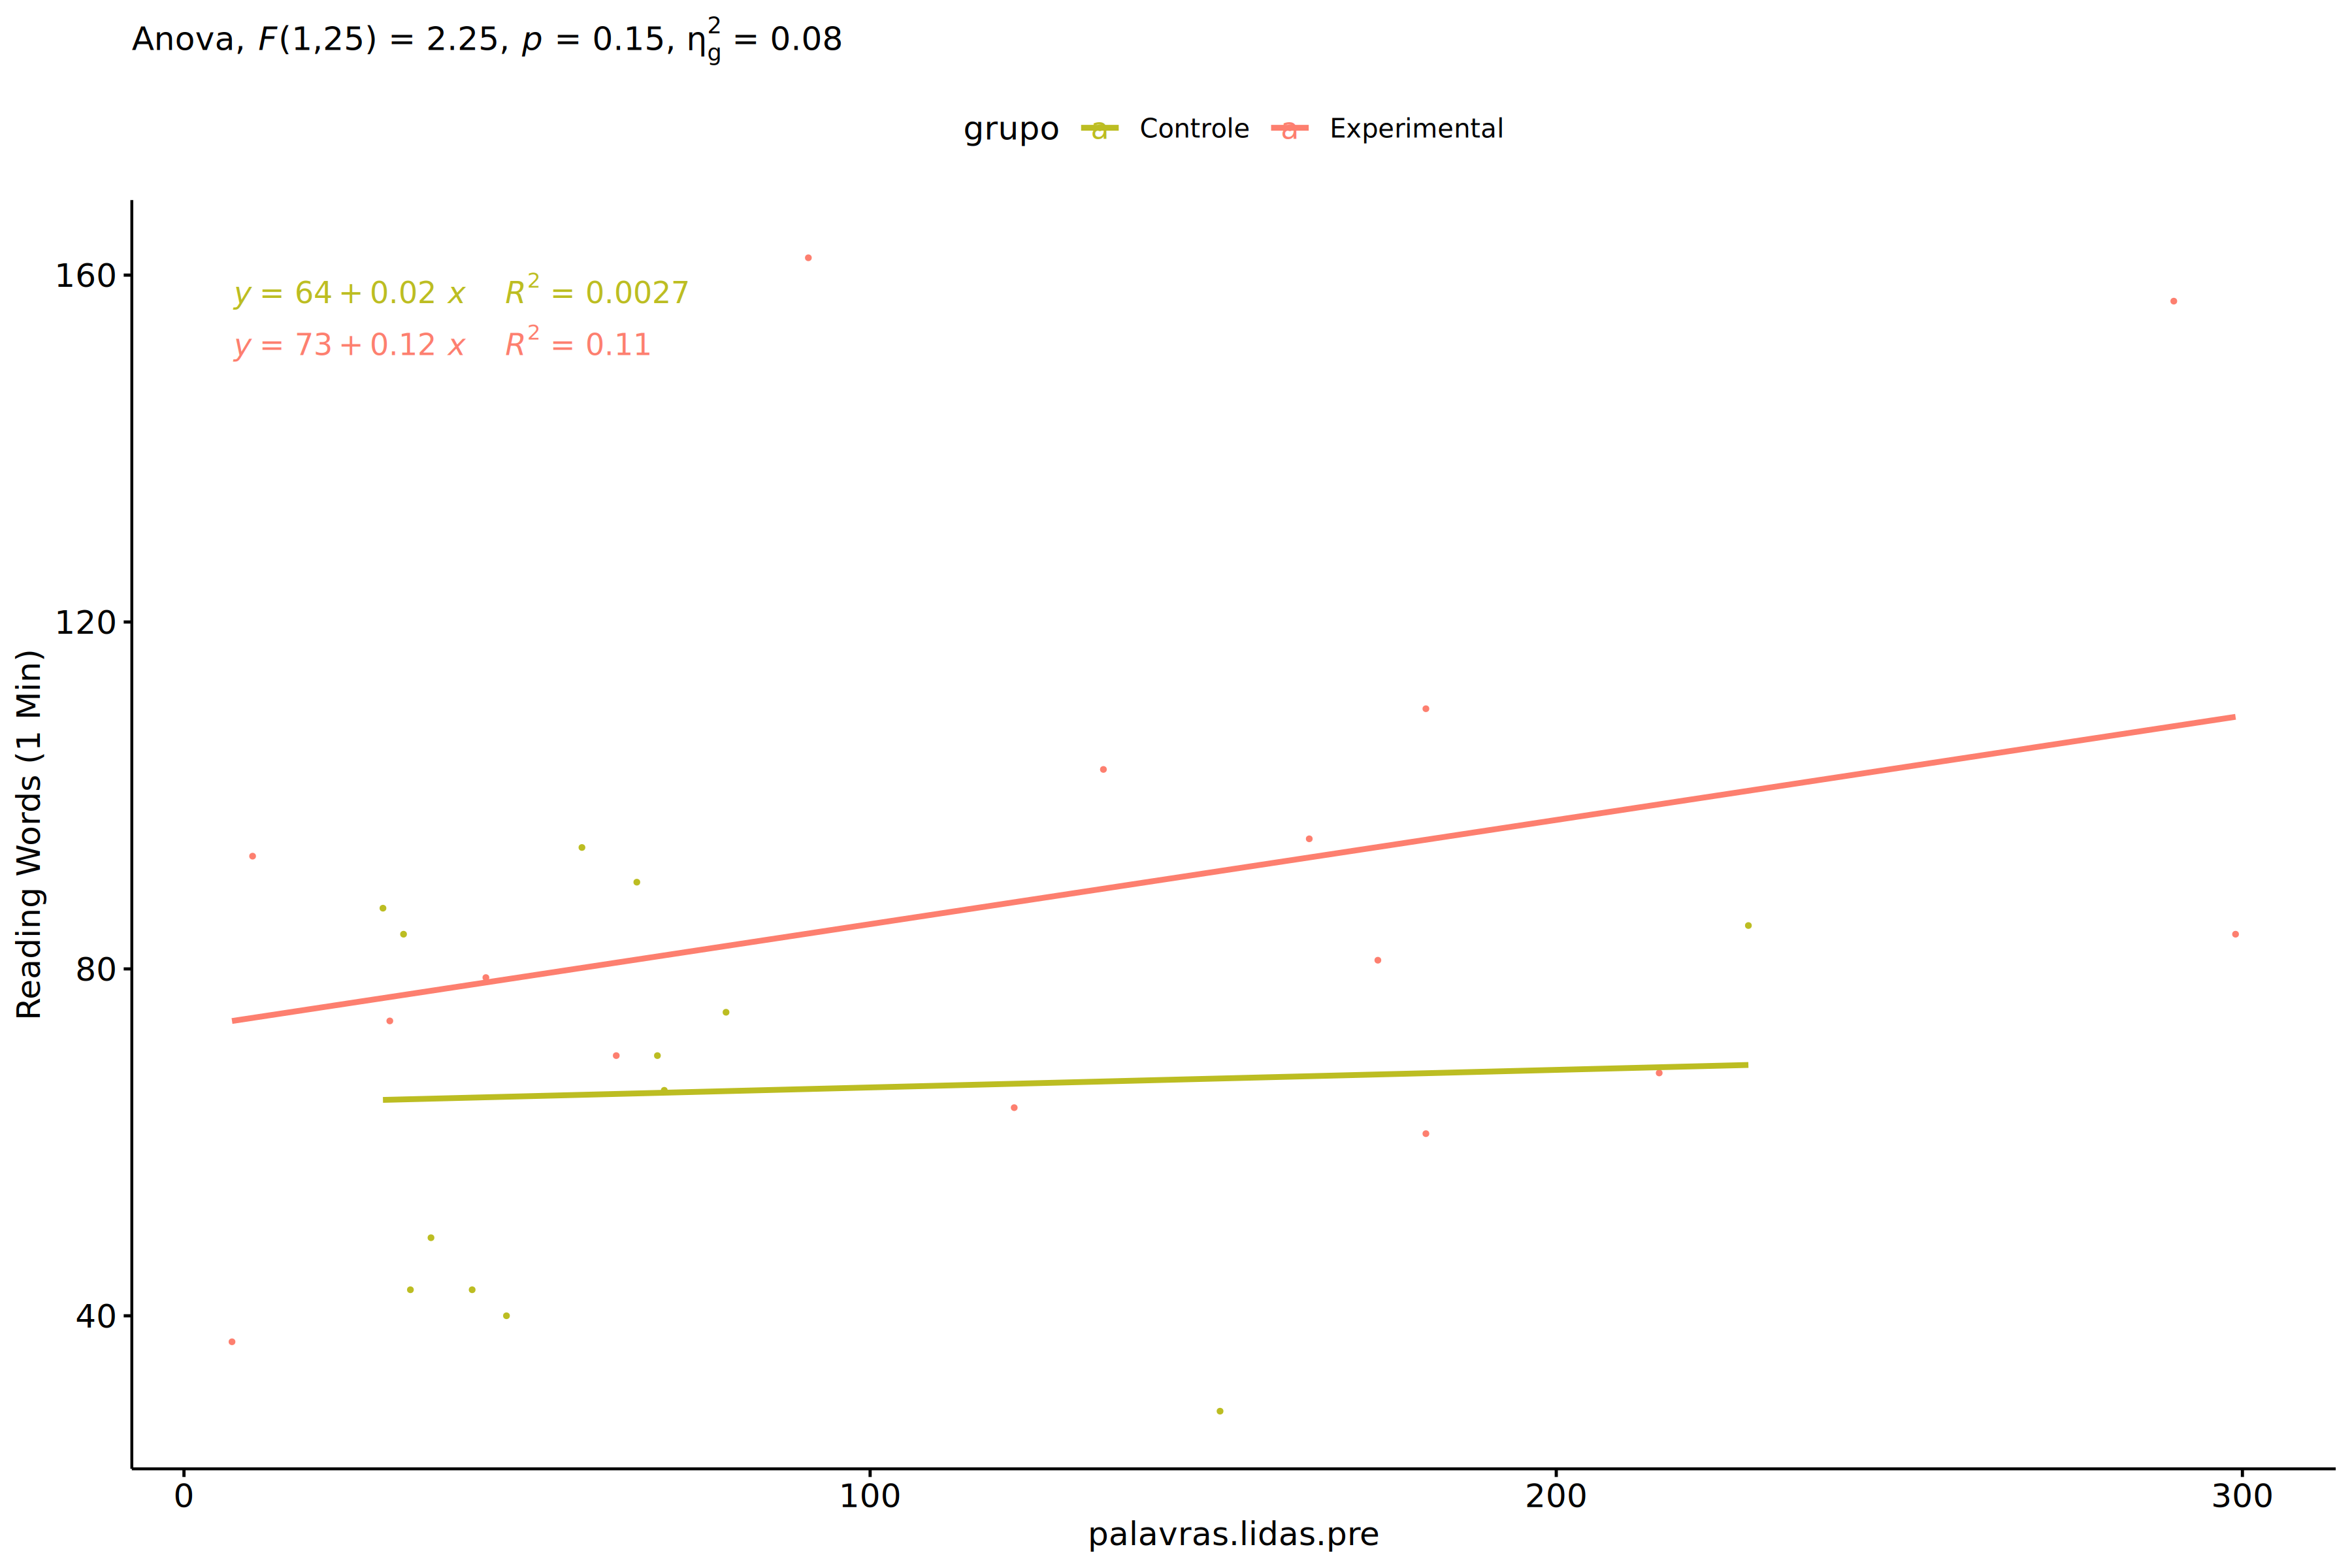 Anova, F(1,25) = 2.25, p = 0.15, η²g = 0.08
grupo a Controle a Experimental
160
120
80
40
y = 64 + 0.02 x R² = 0.0027
y = 73 + 0.12 x R² = 0.11
Reading Words (1 Min)
0 100 200 300
palavras.lidas.pre